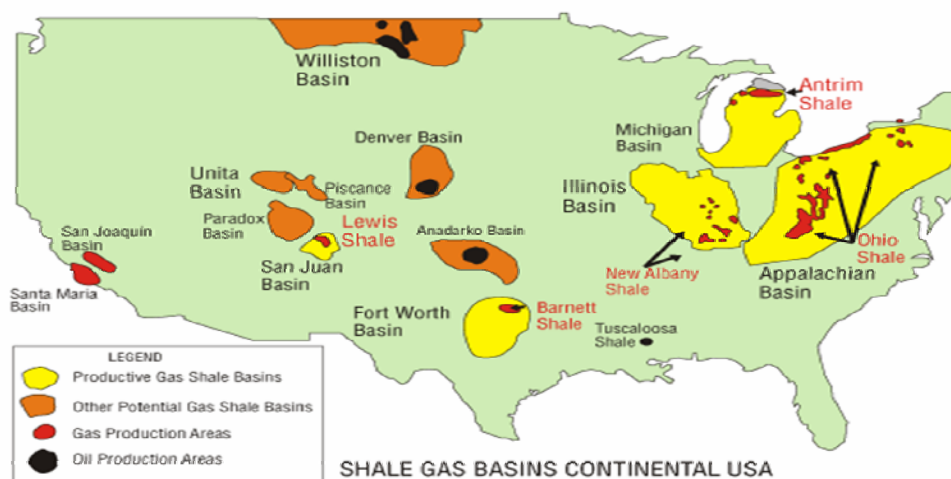 Williston
Basin
Antrim
Shale
Michigan
Basin
Denver Basin
Unita
Basin
Piscance
Basin
Illinois
Basin
Paradox
Basin
Lewis
Shale
Anadarko Basin
San Joaquin
Basin
San Juan
Basin
Ohio
Shale
New Albany
Shale
Appalachian
Basin
Santa Maria
Basin
Fort Worth
Basin
Barnett
Shale
Tuscaloosa
Shale
LEGEND
Productive Gas Shale Basins
Other Potential Gas Shale Basins
Gas Production Areas
Oil Production Areas
SHALE GAS BASINS CONTINENTAL USA